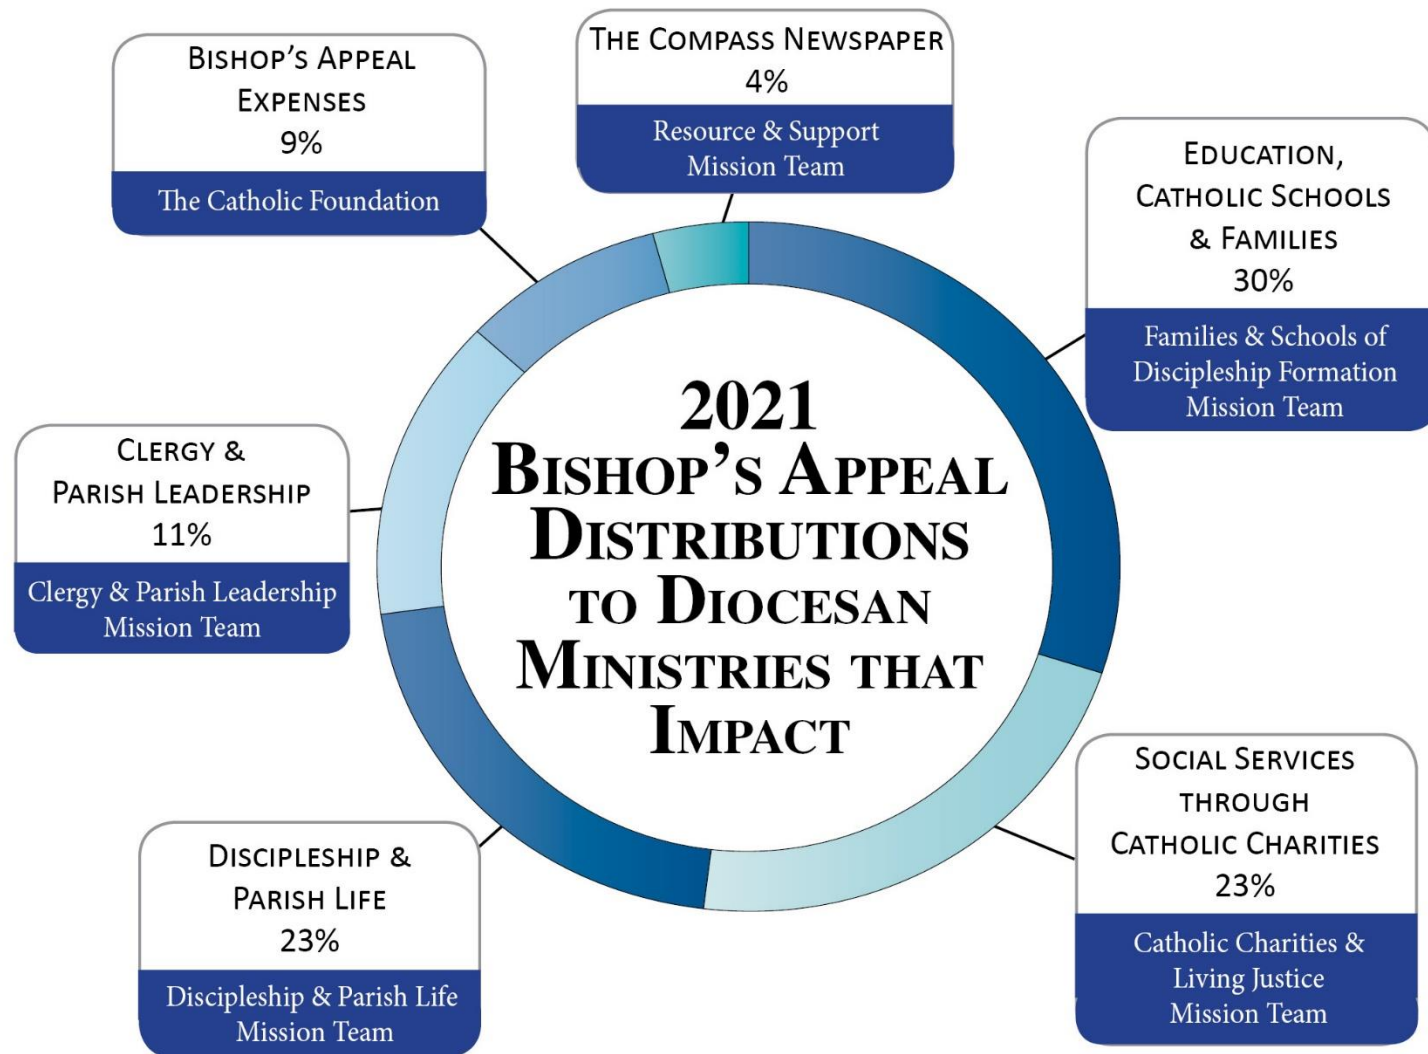 2021
BISHOP'S APPEAL
DISTRIBUTIONS
TO DIOCESAN
MINISTRIES THAT
IMPACT
BISHOP'S APPEAL
EXPENSES
9%
The Catholic Foundation
THE COMPASS NEWSPAPER
4%
Resource & Support
Mission Team
EDUCATION,
CATHOLIC SCHOOLS
& FAMILIES
30%
Families & Schools of
Discipleship Formation
Mission Team
SOCIAL SERVICES
THROUGH
CATHOLIC CHARITIES
23%
Catholic Charities &
Living Justice
Mission Team
DISCIPLESHIP &
PARISH LIFE
23%
Discipleship & Parish Life
Mission Team
CLERGY &
PARISH LEADERSHIP
11%
Clergy & Parish Leadership
Mission Team